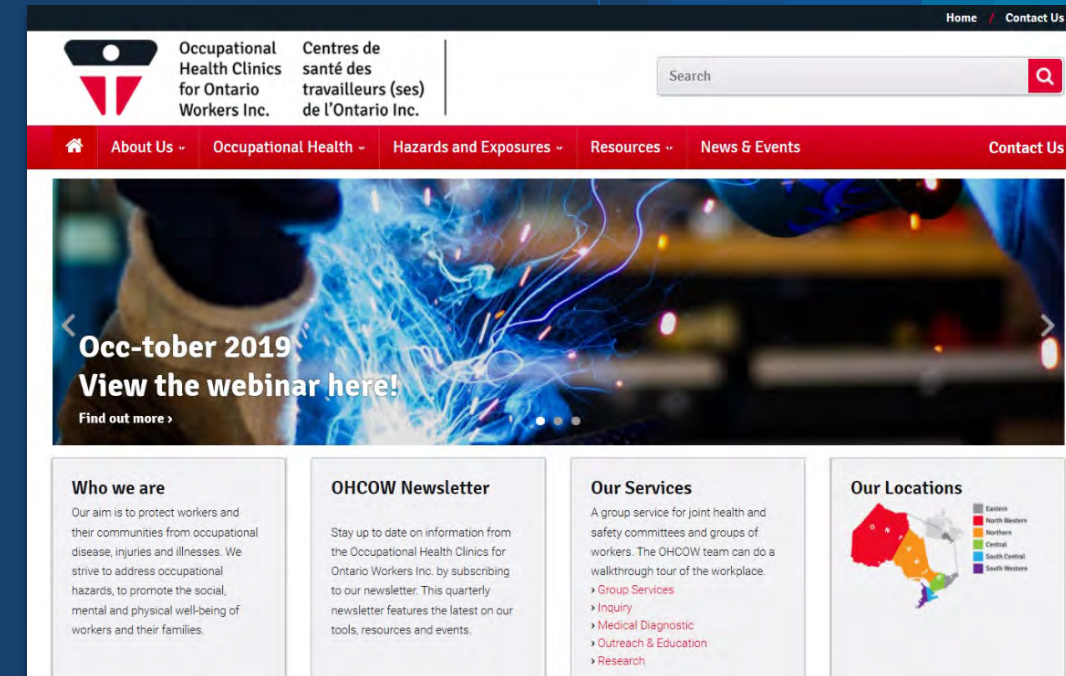 Home / Contact Us
Occupational
Health Clinics
for Ontario
Workers Inc.
Centres de
santé des
travailleurs (ses)
de l'Ontario Inc.
Search
About Us
Occupational Health
Hazards and Exposures
Resources
News & Events
Contact Us
Occ-tober 2019
View the webinar here!
Find out more ›
Who we are
Our aim is to protect workers and
their communities from occupational
disease, injuries and illnesses. We
strive to address occupational
hazards, to promote the social,
mental and physical well-being of
workers and their families.
OHCOW Newsletter
Stay up to date on information from
the Occupational Health Clinics for
Ontario Workers Inc. by subscribing
to our newsletter. This quarterly
newsletter features the latest on our
tools, resources and events.
Our Services
A group service for joint health and
safety committees and groups of
workers. The OHCOW team can do a
walkthrough tour of the workplace.
› Group Services
› Inquiry
› Medical Diagnostic
› Outreach & Education
› Research
Our Locations
ONTARIO
Eastern
North Western
Northern
Central
South Central
South Western